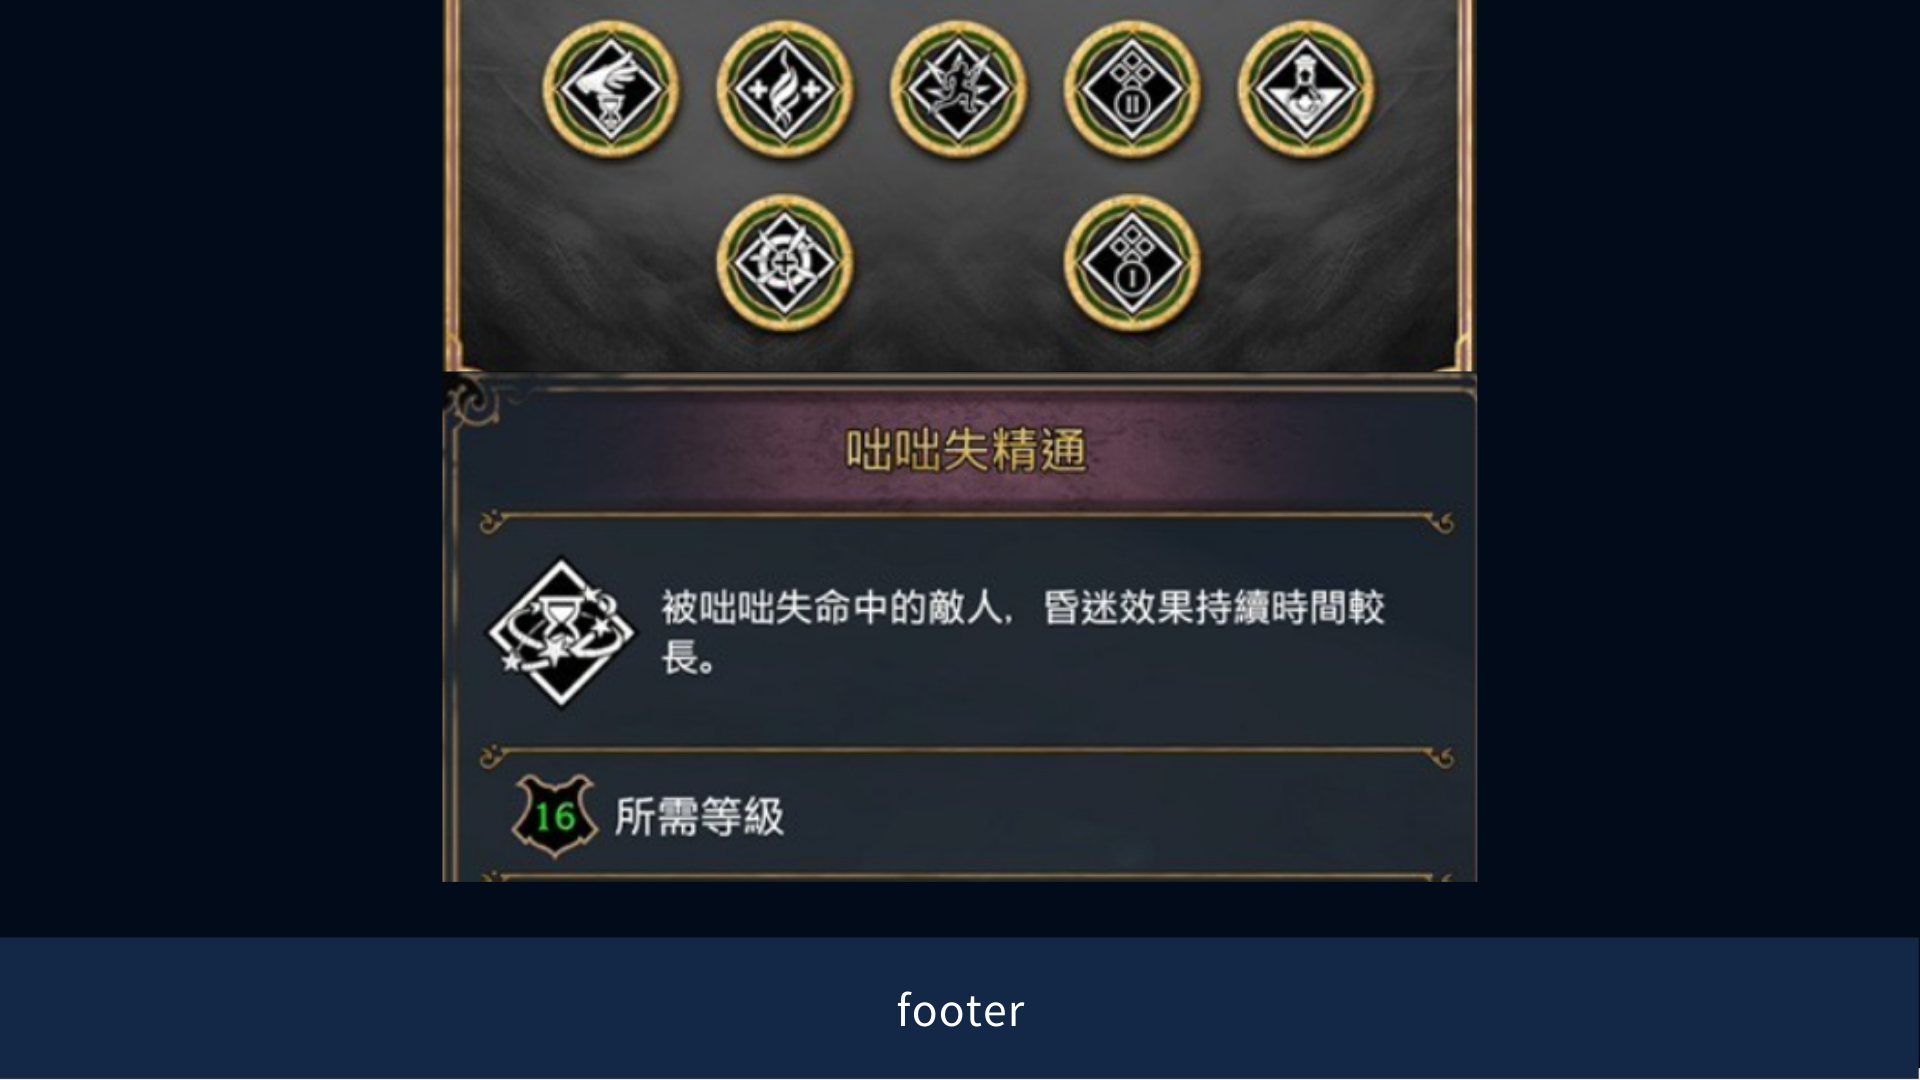 II
I
咄咄失精通
被咄咄失命中的敵人，昏迷效果持續時間較
長。
16 所需等級
footer